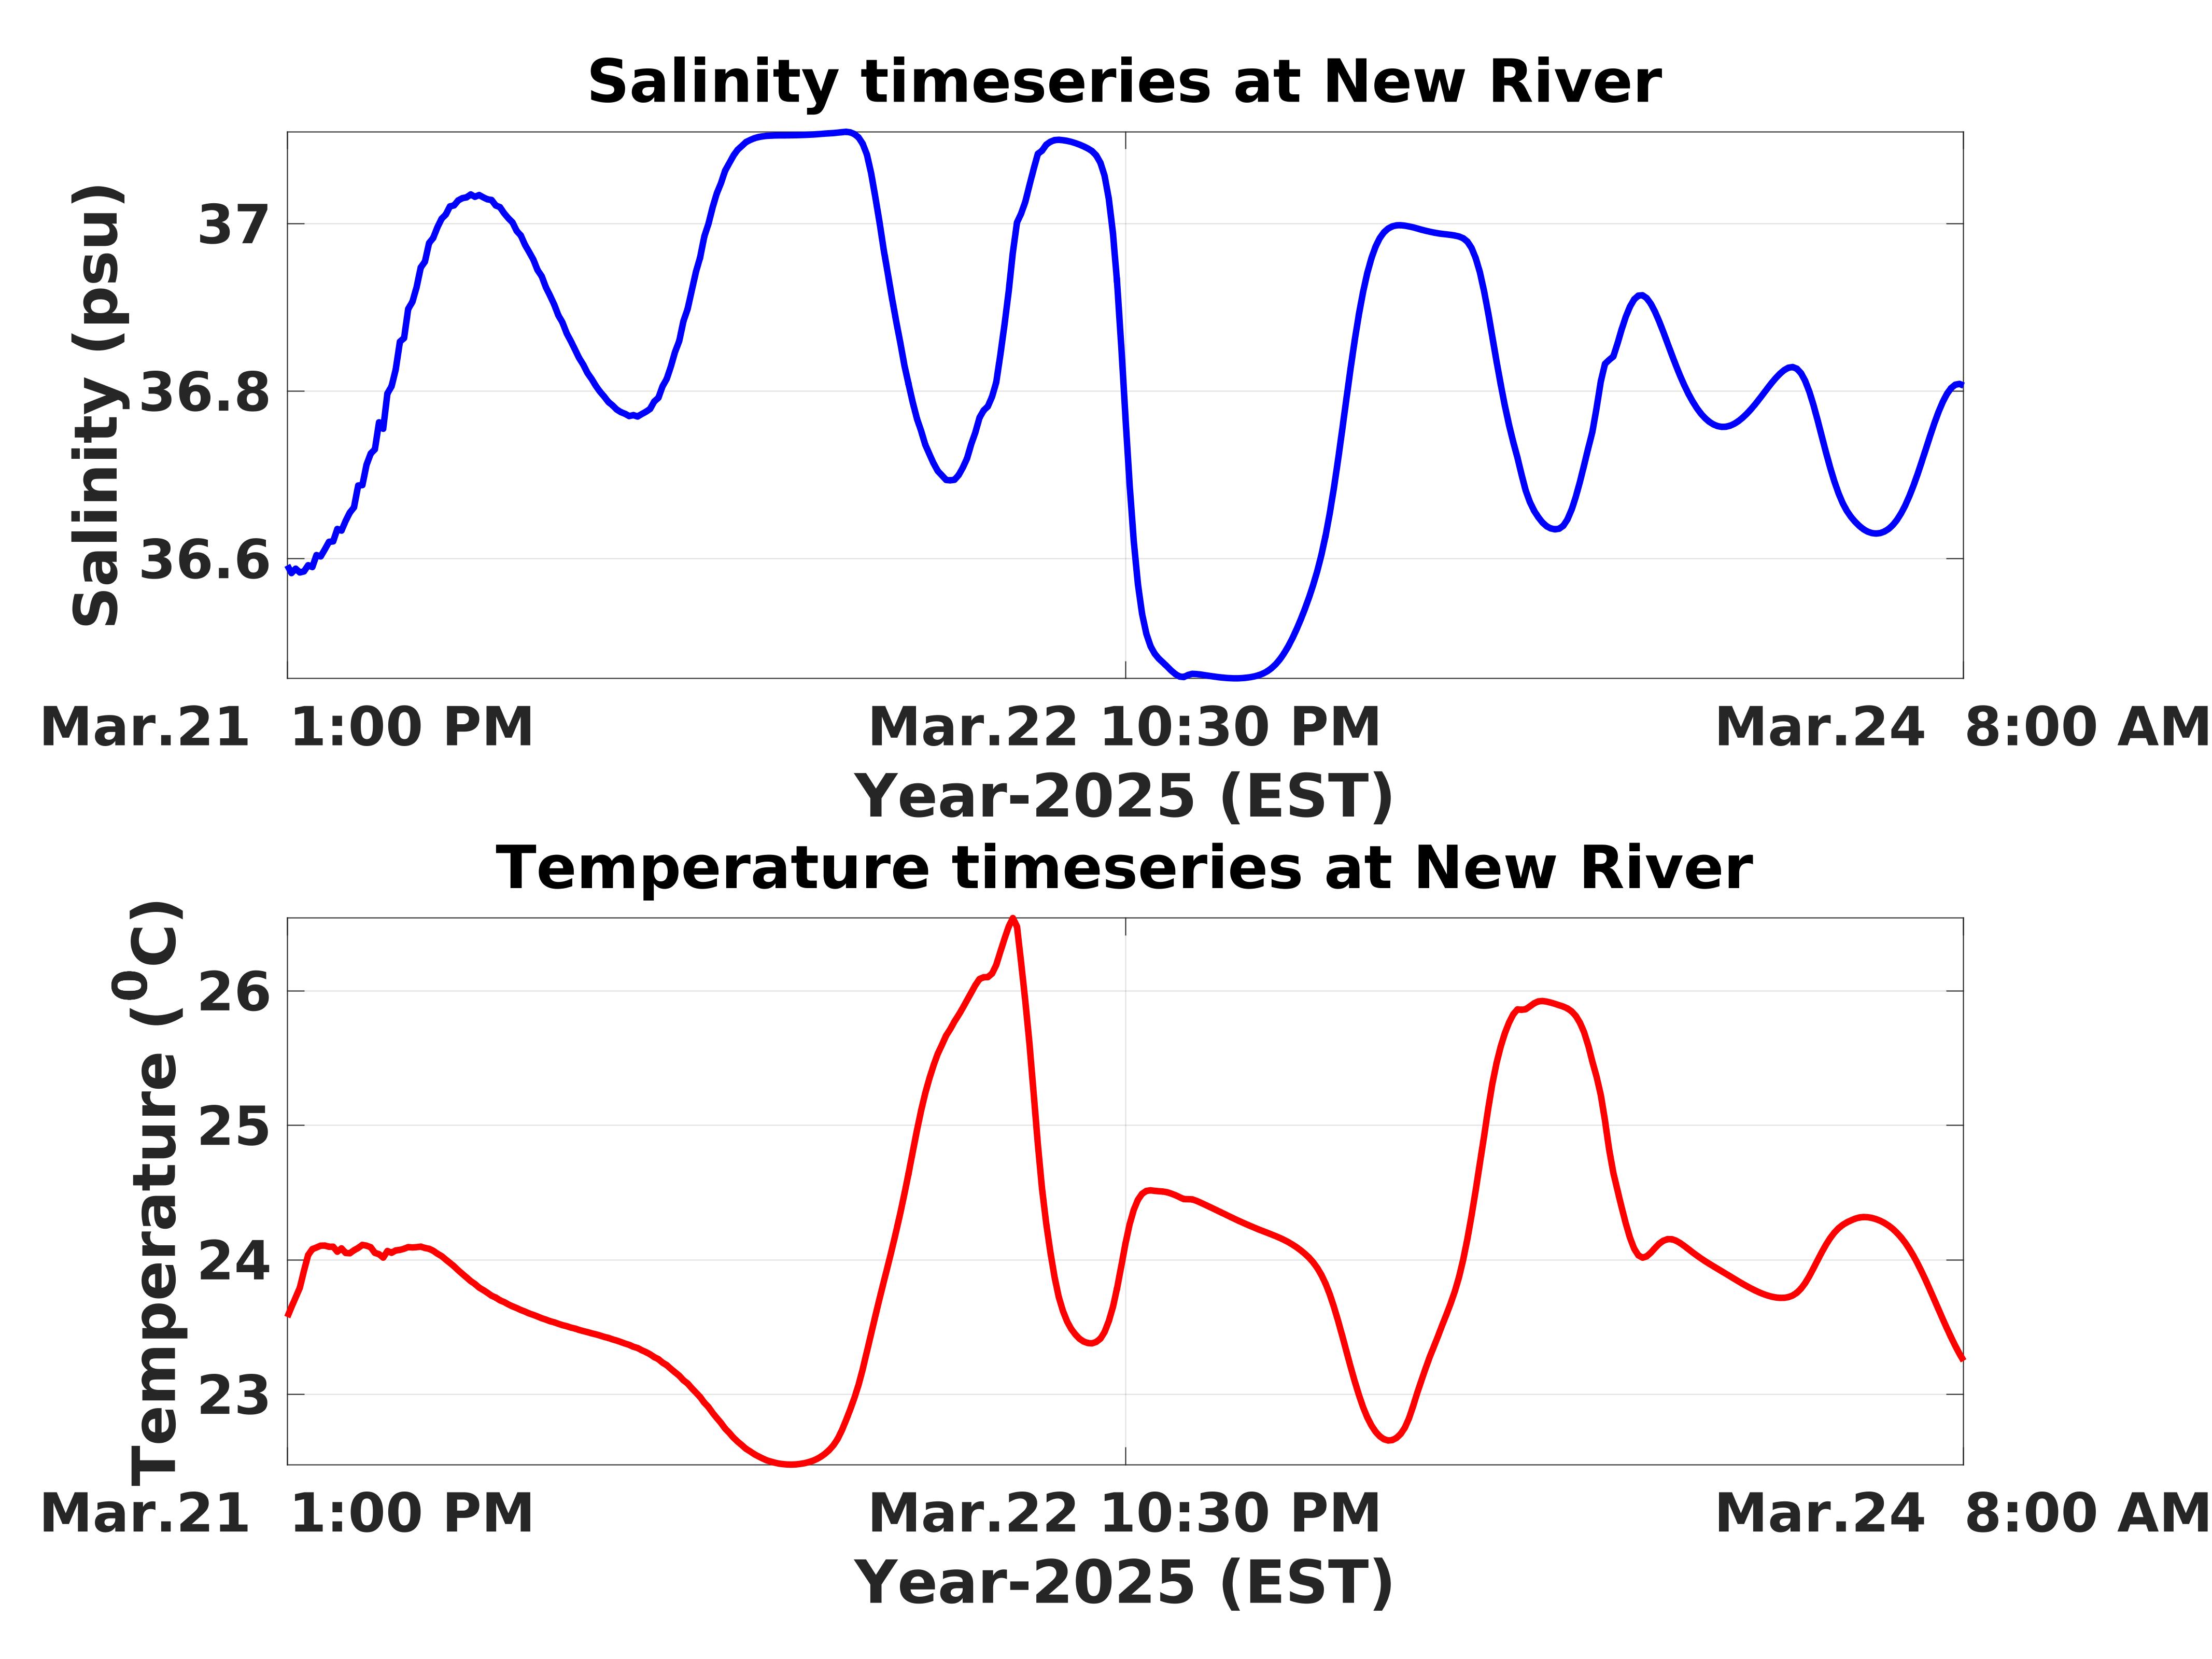 Salinity timeseries at New River
Salinity (psu)
37
36.8
36.6
Mar.21  1:00 PM
Mar.22 10:30 PM
Mar.24  8:00 AM
Year-2025 (EST)
Temperature timeseries at New River
Temperature (⁰C)
26
25
24
23
Mar.21  1:00 PM
Mar.22 10:30 PM
Mar.24  8:00 AM
Year-2025 (EST)